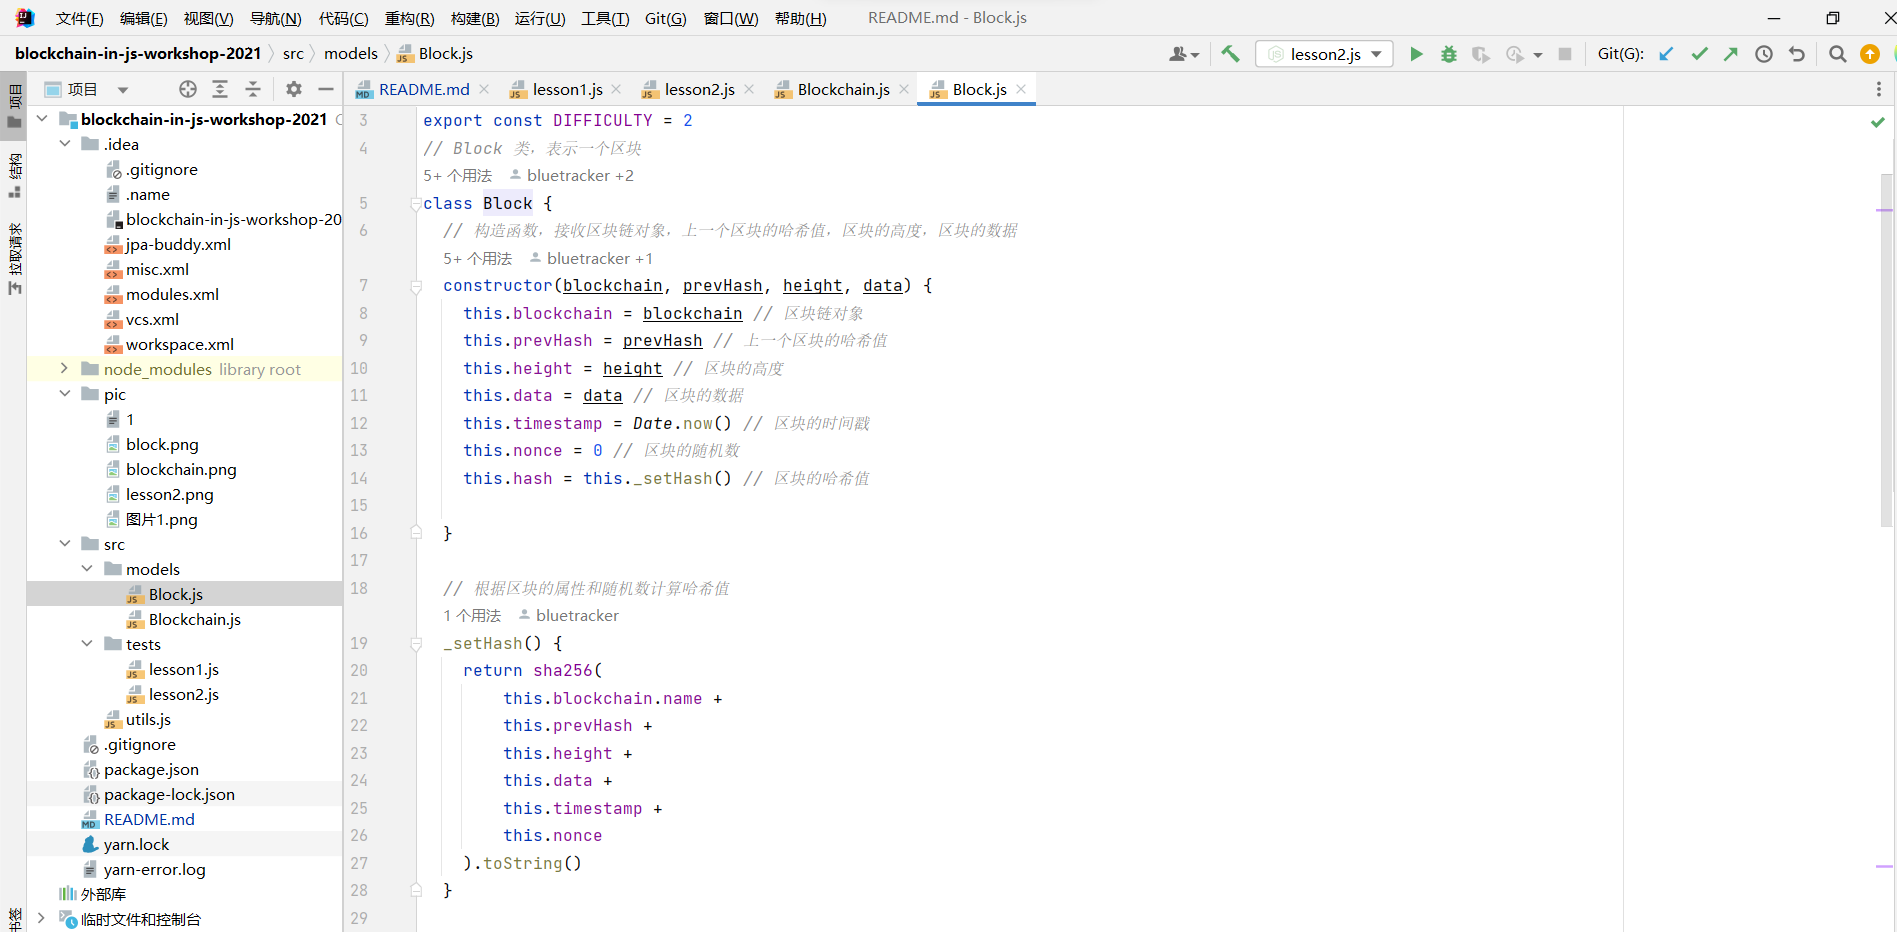 文件(F) 编辑(E) 视图(V) 导航(N) 代码(C) 重构(R) 构建(B) 运行(U) 工具(T) Git(G) 窗口(W) 帮助(H) README.md - Block.js
blockchain-in-js-workshop-2021 src models Block.js lesson2.js Git(G):
项目 README.md lesson1.js lesson2.js Blockchain.js Block.js
项目
结构
拉取请求
书签
blockchain-in-js-workshop-2021
.idea
.gitignore
.name
blockchain-in-js-workshop-20
jpa-buddy.xml
misc.xml
modules.xml
vcs.xml
workspace.xml
node_modules library root
pic
1
block.png
blockchain.png
lesson2.png
图片1.png
src
models
Block.js
Blockchain.js
tests
lesson1.js
lesson2.js
utils.js
.gitignore
package.json
package-lock.json
README.md
yarn.lock
yarn-error.log
外部库
临时文件和控制台
3 export const DIFFICULTY = 2
4 // Block 类，表示一个区块
5+ 个用法 bluetracker +2
5 class Block {
6 // 构造函数，接收区块链对象，上一个区块的哈希值，区块的高度，区块的数据
5+ 个用法 bluetracker +1
7 constructor(blockchain, prevHash, height, data) {
8 this.blockchain = blockchain // 区块链对象
9 this.prevHash = prevHash // 上一个区块的哈希值
10 this.height = height // 区块的高度
11 this.data = data // 区块的数据
12 this.timestamp = Date.now() // 区块的时间戳
13 this.nonce = 0 // 区块的随机数
14 this.hash = this._setHash() // 区块的哈希值
15
16 }
17
18 // 根据区块的属性和随机数计算哈希值
1 个用法 bluetracker
19 _setHash() {
20 return sha256(
21 this.blockchain.name +
22 this.prevHash +
23 this.height +
24 this.data +
25 this.timestamp +
26 this.nonce
27 ).toString()
28 }
29